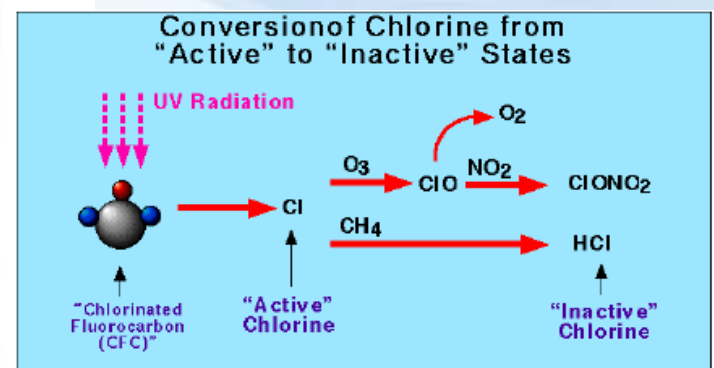 Conversionof Chlorine from
“Active” to “Inactive” States
UV Radiation
O2
O3
ClO
NO2
ClONO2
Cl
CH4
HCl
“Chlorinated
Fluorocarbon
(CFC)”
“Active”
Chlorine
“Inactive”
Chlorine